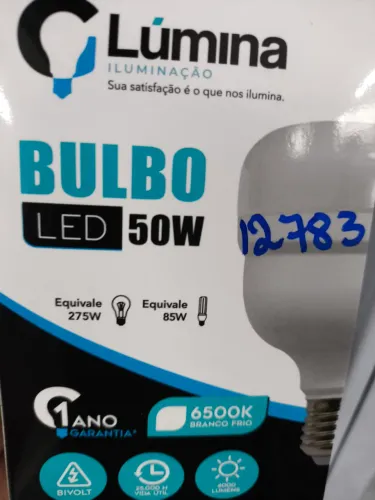 Lúmina
ILUMINAÇÃO
Sua satisfação é o que nos ilumina.
BULBO
LED 50W
12783
Equivale
275W
Equivale
85W
1 ANO
GARANTIA*
6500K
BRANCO FRIO
BIVOLT
25.000 H
VIDA ÚTIL
4000
LÚMENS